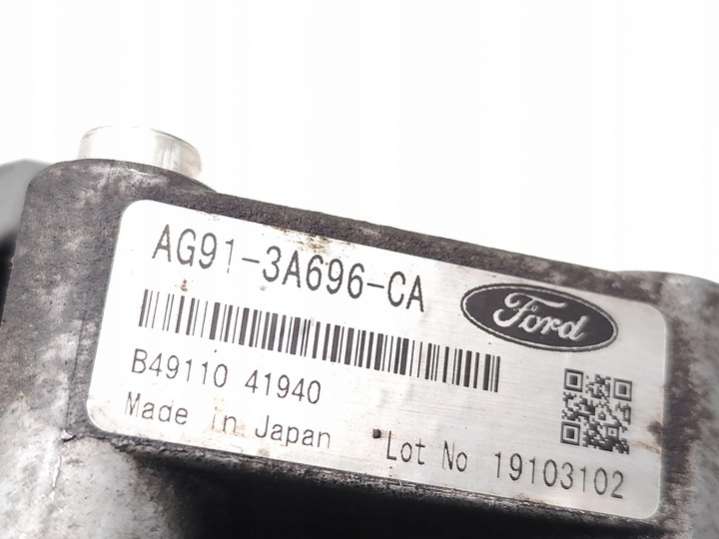 AG91-3A696-CA
Ford
B49110 41940
Made in Japan
Lot No 19103102